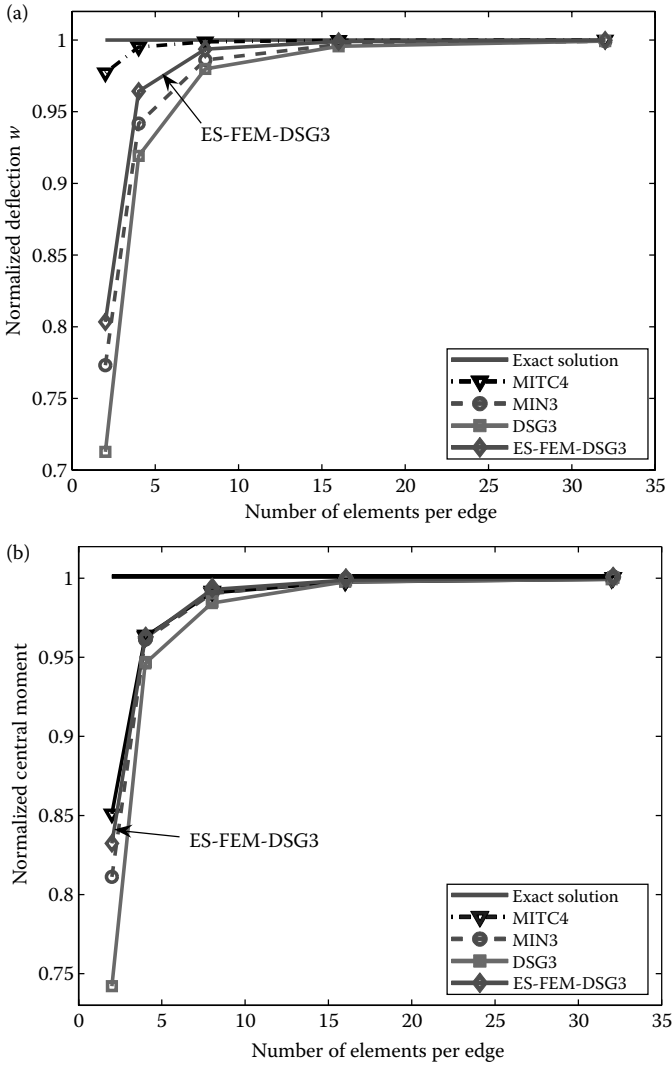 (a)
1
0.95
0.9
0.85
0.8
0.75
0.7
Normalized deflection w
ES-FEM-DSG3
Exact solution
MITC4
MIN3
DSG3
ES-FEM-DSG3
0 5 10 15 20 25 30 35
Number of elements per edge
(b)
1
0.95
0.9
0.85
0.8
0.75
Normalized central moment
ES-FEM-DSG3
Exact solution
MITC4
MIN3
DSG3
ES-FEM-DSG3
0 5 10 15 20 25 30 35
Number of elements per edge